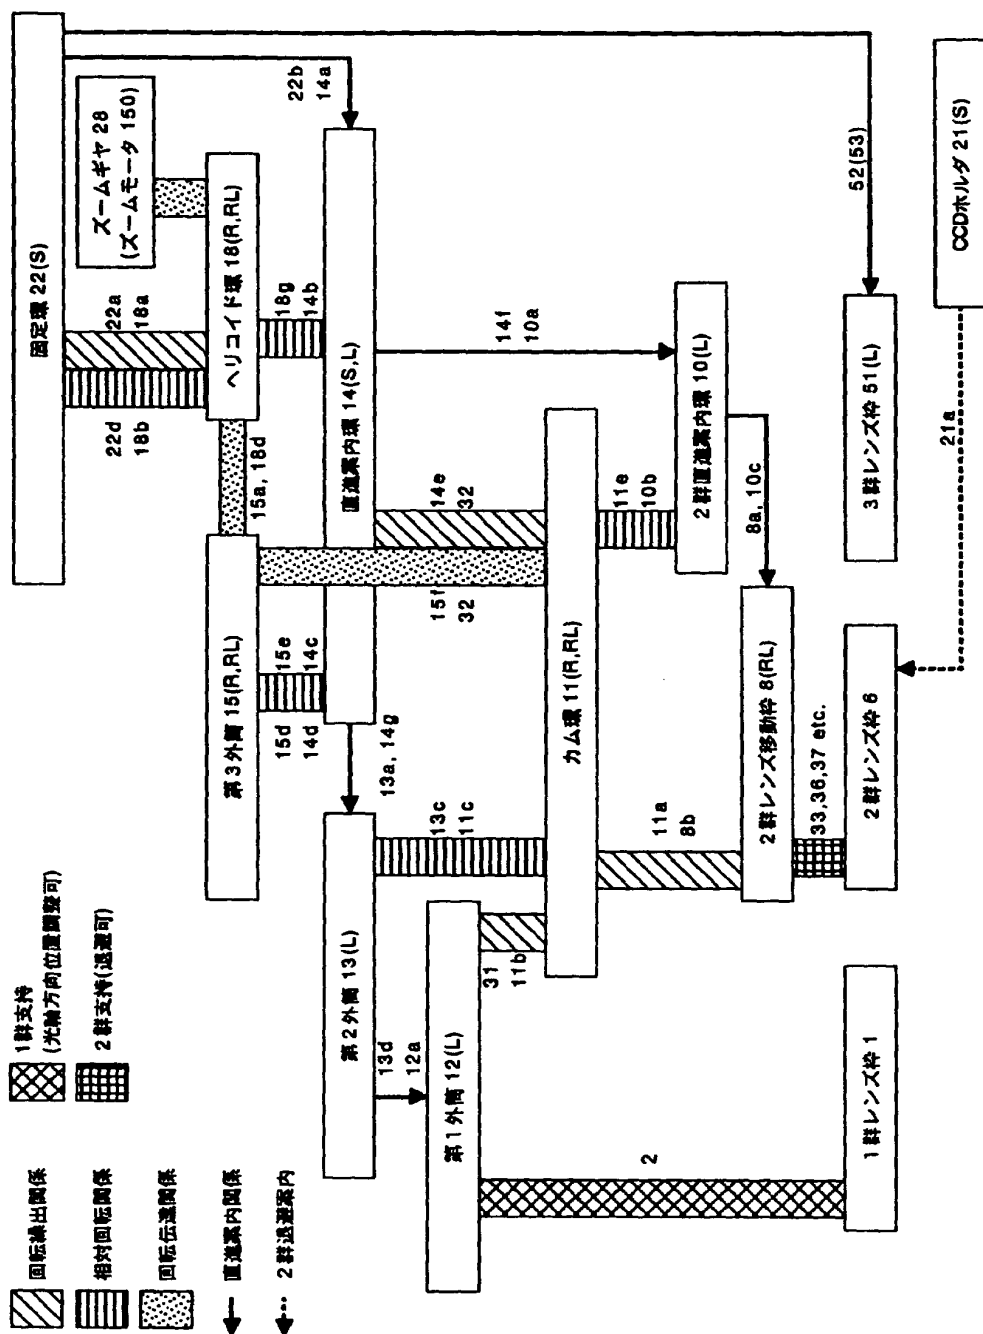 回転繰出関係
相対回転関係
回転伝達関係
直進案内関係
2群退避案内
1群支持
(光軸方向位置調整可)
2群支持(退避可)
固定環 22(S)
ズームギヤ 28
(ズームモータ 150)
22a
18a
22d
18b
22b
14a
ヘリコイド環 18(R,RL)
18g
14b
15a, 18d
第3外筒 15(R,RL)
15e
14c
15d
14d
直進案内環 14(S,L)
14e
32
15f
32
14f
10a
13a, 14g
第2外筒 13(L)
13c
11c
13d
12a
第1外筒 12(L)
31
11b
カム環 11(R,RL)
11e
10b
11a
8b
2群直進案内環 10(L)
8a, 10c
2群レンズ移動枠 8(RL)
33,36,37 etc.
52(53)
2
1群レンズ枠 1
2群レンズ枠 6
3群レンズ枠 51(L)
21a
CCDホルダ 21(S)